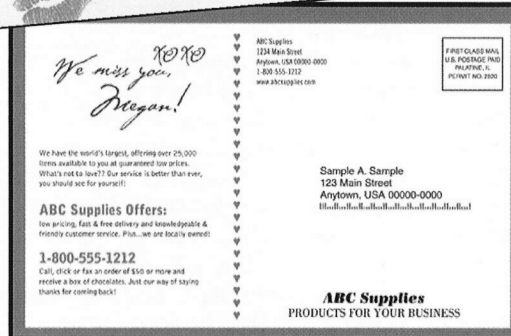 XOXO
We miss you,
Megan!
We have the world's largest, offering over 25,000
items available to you at guaranteed low prices.
What's not to love?? Our service is better than ever,
you should see for yourself!
ABC Supplies Offers:
low pricing, fast & free delivery and knowledgeable &
friendly customer service. Plus...we are locally owned!
1-800-555-1212
Call, click or fax an order of $50 or more and
receive a box of chocolates. Just our way of saying
thanks for coming back!
ABC Supplies
1234 Main Street
Anytown, USA 00000-0000
1-800-555-1212
www.abcsupplies.com
FIRST CLASS MAIL
U.S. POSTAGE PAID
PALATINE, IL
PERMIT NO. 2020
Sample A. Sample
123 Main Street
Anytown, USA 00000-0000
ABC Supplies
PRODUCTS FOR YOUR BUSINESS